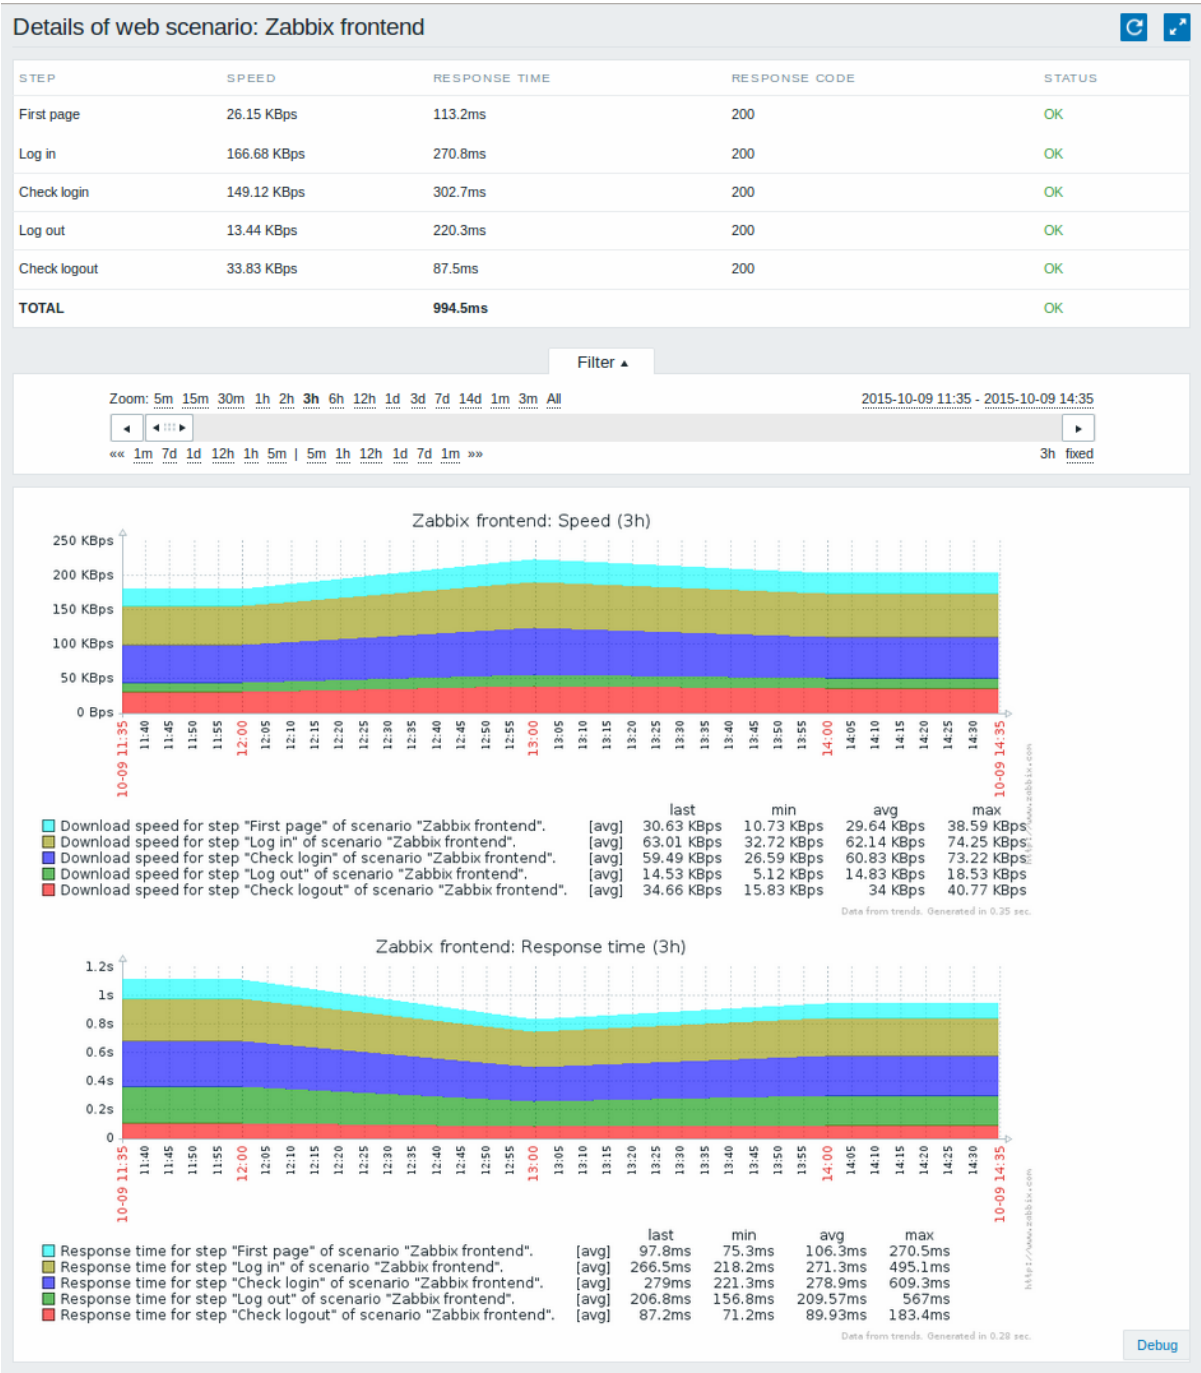 Details of web scenario: Zabbix frontend
STEP SPEED RESPONSE TIME RESPONSE CODE STATUS
First page 26.15 KBps 113.2ms 200 OK
Log in 166.68 KBps 270.8ms 200 OK
Check login 149.12 KBps 302.7ms 200 OK
Log out 13.44 KBps 220.3ms 200 OK
Check logout 33.83 KBps 87.5ms 200 OK
TOTAL 994.5ms OK
Filter ▲
Zoom: 5m 15m 30m 1h 2h 3h 6h 12h 1d 3d 7d 14d 1m 3m All 2015-10-09 11:35 - 2015-10-09 14:35
«« 1m 7d 1d 12h 1h 5m | 5m 1h 12h 1d 7d 1m »» 3h fixed
Zabbix frontend: Speed (3h)
250 KBps
200 KBps
150 KBps
100 KBps
50 KBps
0 Bps
10-09 11:35 11:40 11:45 11:50 11:55 12:00 12:05 12:10 12:15 12:20 12:25 12:30 12:35 12:40 12:45 12:50 12:55 13:00 13:05 13:10 13:15 13:20 13:25 13:30 13:35 13:40 13:45 13:50 13:55 14:00 14:05 14:10 14:15 14:20 14:25 14:30 10-09 14:35
http://www.zabbix.com
last min avg max
Download speed for step "First page" of scenario "Zabbix frontend". [avg] 30.63 KBps 10.73 KBps 29.64 KBps 38.59 KBps
Download speed for step "Log in" of scenario "Zabbix frontend". [avg] 63.01 KBps 32.72 KBps 62.14 KBps 74.25 KBps
Download speed for step "Check login" of scenario "Zabbix frontend". [avg] 59.49 KBps 26.59 KBps 60.83 KBps 73.22 KBps
Download speed for step "Log out" of scenario "Zabbix frontend". [avg] 14.53 KBps 5.12 KBps 14.83 KBps 18.53 KBps
Download speed for step "Check logout" of scenario "Zabbix frontend". [avg] 34.66 KBps 15.83 KBps 34 KBps 40.77 KBps
Data from trends. Generated in 0.35 sec.
Zabbix frontend: Response time (3h)
1.2s
1s
0.8s
0.6s
0.4s
0.2s
0
10-09 11:35 11:40 11:45 11:50 11:55 12:00 12:05 12:10 12:15 12:20 12:25 12:30 12:35 12:40 12:45 12:50 12:55 13:00 13:05 13:10 13:15 13:20 13:25 13:30 13:35 13:40 13:45 13:50 13:55 14:00 14:05 14:10 14:15 14:20 14:25 14:30 10-09 14:35
http://www.zabbix.com
last min avg max
Response time for step "First page" of scenario "Zabbix frontend". [avg] 97.8ms 75.3ms 106.3ms 270.5ms
Response time for step "Log in" of scenario "Zabbix frontend". [avg] 266.5ms 218.2ms 271.3ms 495.1ms
Response time for step "Check login" of scenario "Zabbix frontend". [avg] 279ms 221.3ms 278.9ms 609.3ms
Response time for step "Log out" of scenario "Zabbix frontend". [avg] 206.8ms 156.8ms 209.57ms 567ms
Response time for step "Check logout" of scenario "Zabbix frontend". [avg] 87.2ms 71.2ms 89.93ms 183.4ms
Data from trends. Generated in 0.28 sec.
Debug